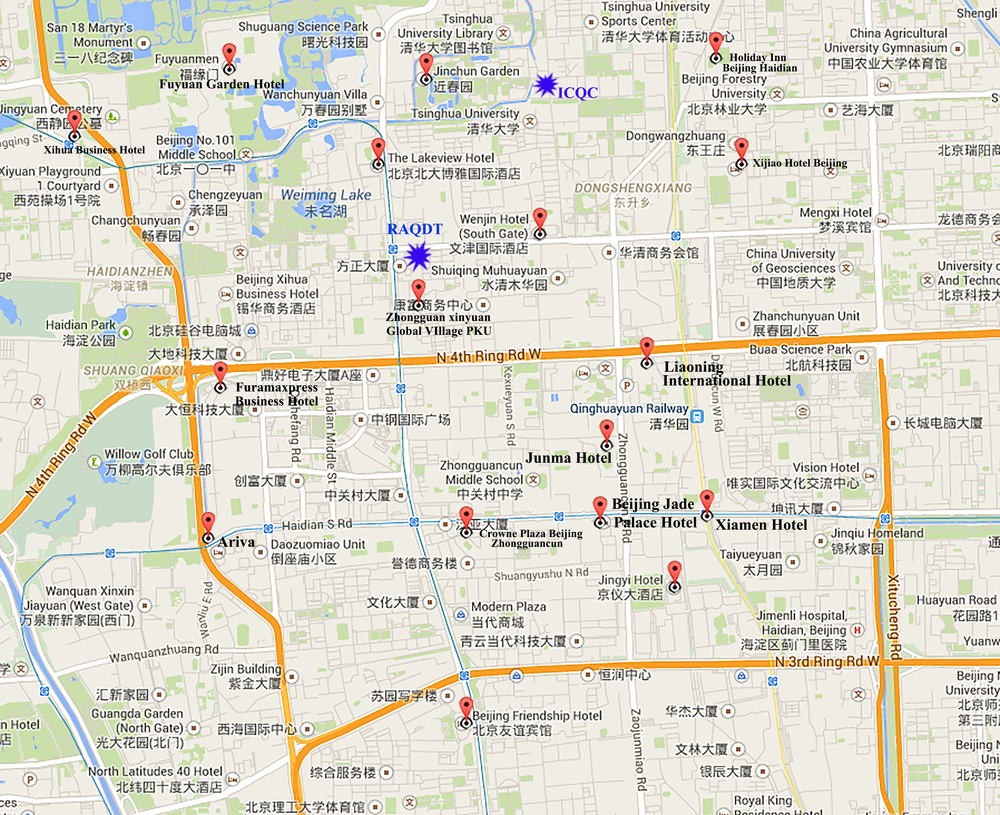 San 18 Martyr's
Monument
三一八纪念碑
Shuguang Science Park
曙光科技园
Tsinghua
University Library
清华大学图书馆
Tsinghua University
Sports Center
清华大学体育活动中心
Shengli
China Agricultural
University Gymnasium
中国农业大学体育馆
Holiday Inn
Beijing Haidian
Fuyuanmen
福缘门
Fuyuan Garden Hotel
Jinchun Garden
近春园
ICQC
Beijing Forestry
University
北京林业大学
Wanchunyuan Villa
万春园别墅
艺海大厦
Jingyuan Cemetery
西静园公墓
Xihua Business Hotel
Tsinghua University
清华大学
Beijing No.101
Middle School
北京一〇一中
Dongwangzhuang
东王庄
Xijiao Hotel Beijing
北京瑞阳商
The Lakeview Hotel
北京北大博雅国际酒店
Xiyuan Playground
1 Courtyard
西苑操场1号院
Chengzeyuan
承泽园
Weiming Lake
未名湖
DONGSHENGXIANG
东升乡
Changchunyuan
畅春园
Wenjin Hotel
(South Gate)
文津国际酒店
Mengxi Hotel
梦溪宾馆
龙德商务
RAQDT
华清商务会馆
China University
of Geosciences
中国地质大学
方正大厦
Shuiqing Muhuayuan
水清木华园
HAIDIANZHEN
海淀镇
University o
And Techno
北京科技大
Beijing Xihua
Business Hotel
锡华商务酒店
康富商务中心
Zhongguan xinyuan
Global VIllage PKU
Haidian Park
海淀公园
北京硅谷电脑城
Zhanchunyuan Unit
展春园小区
大地科技大厦
N 4th Ring Rd W
Buaa Science Park
北航科技园
SHUANG QIAOXI
双桥西
Liaoning
International Hotel
鼎好电子大厦A座
Furamaxpress
Business Hotel
大恒科技大厦
Kexueyuan S Rd
Haidian Middle St
中钢国际广场
Qinghuayuan Railway
清华园
长城电脑大厦
N 4th Ring Rd W
Willow Golf Club
万柳高尔夫俱乐部
Junma Hotel
创富大厦
中关村大厦
Zhongguancun
Middle School
中关村中学
Vision Hotel
唯实国际文化交流中心
Beijing Jade
Palace Hotel
坤讯大厦
Xiamen Hotel
Haidian S Rd
Ariva
Crowne Plaza Beijing
Zhongguancun
Jinqiu Homeland
锦秋家园
Daozuomiao Unit
倒座庙小区
誉德商务楼
Shuangyushu N Rd
Jingyi Hotel
京仪大酒店
Taiyueyuan
太月园
Wanquan Xinxin
Jiayuan (West Gate)
万泉新新家园(西门)
Wanliu E Rd
文化大厦
Modern Plaza
当代商城
Xitucheng Rd
Huayuan Road
花园路1
Jimenli Hospital,
Haidian, Beijing
海淀区蓟门里医院
青云当代科技大厦
Wanquanzhuang Rd
N 3rd Ring Rd W
Zijin Building
紫金大厦
恒润中心
汇新家园
苏园写字楼
Guangda Garden
(North Gate)
光大花园(北门)
西海国际中心
Beijing Friendship Hotel
北京友谊宾馆
Zaojunmiao Rd
华杰大厦
文林大厦
North Latitudes 40 Hotel
北纬四十度大酒店
综合服务楼
银辰大厦
北京理工大学体育馆
Royal King
Residence Hotel